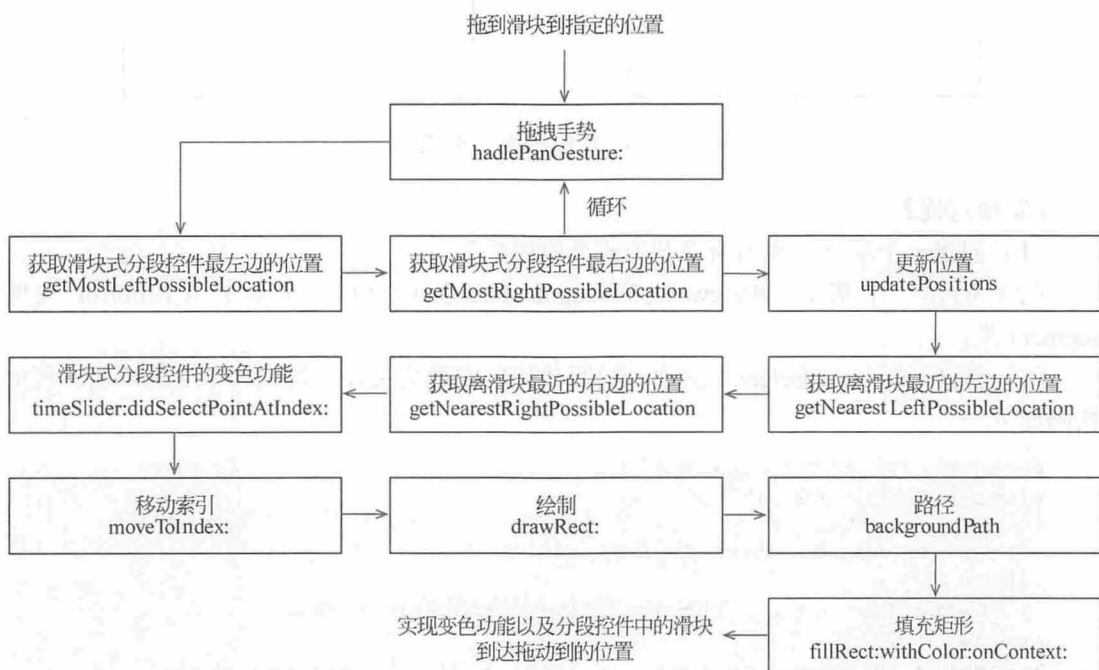 拖到滑块到指定的位置
拖拽手势
hadlePanGesture:
循环
获取滑块式分段控件最左边的位置
getMostLeftPossibleLocation
获取滑块式分段控件最右边的位置
getMostRightPossibleLocation
更新位置
updatePositions
滑块式分段控件的变色功能
timeSlider:didSelectPointAtIndex:
获取离滑块最近的右边的位置
getNearestRightPossibleLocation
获取离滑块最近的左边的位置
getNearest LeftPossibleLocation
移动索引
moveToIndex:
绘制
drawRect:
路径
backgroundPath
实现变色功能以及分段控件中的滑块
到达拖动到的位置
填充矩形
fillRect:withColor:onContext: